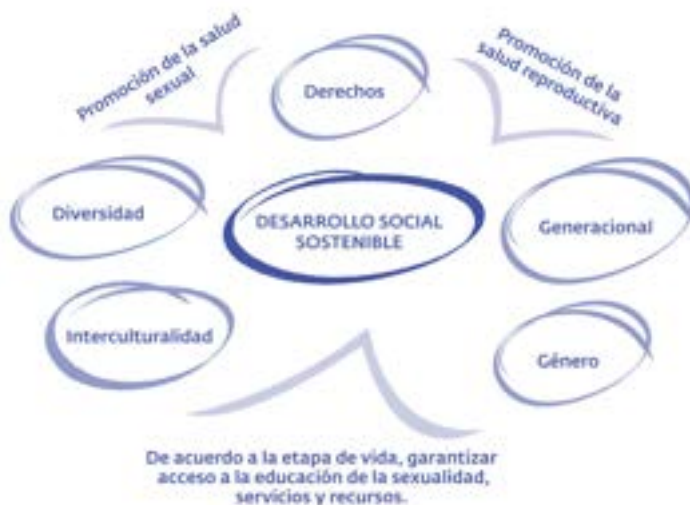 Promoción de la salud
sexual
Promoción de la
salud reproductiva
Derechos
Diversidad
DESARROLLO SOCIAL
SOSTENIBLE
Generacional
Interculturalidad
Género
De acuerdo a la etapa de vida, garantizar
acceso a la educación de la sexualidad,
servicios y recursos.